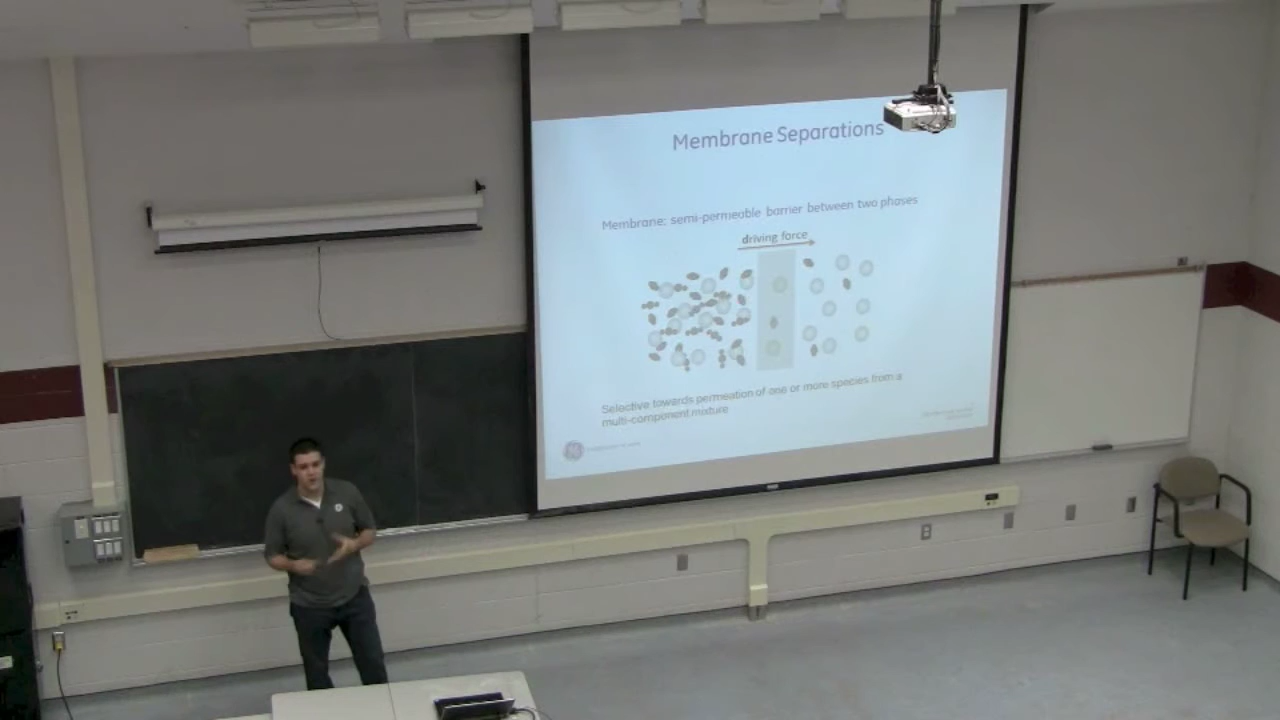 Membrane Separations
Membrane: semi-permeable barrier between two phases
driving force
Selective towards permeation of one or more species from a
multi-component mixture